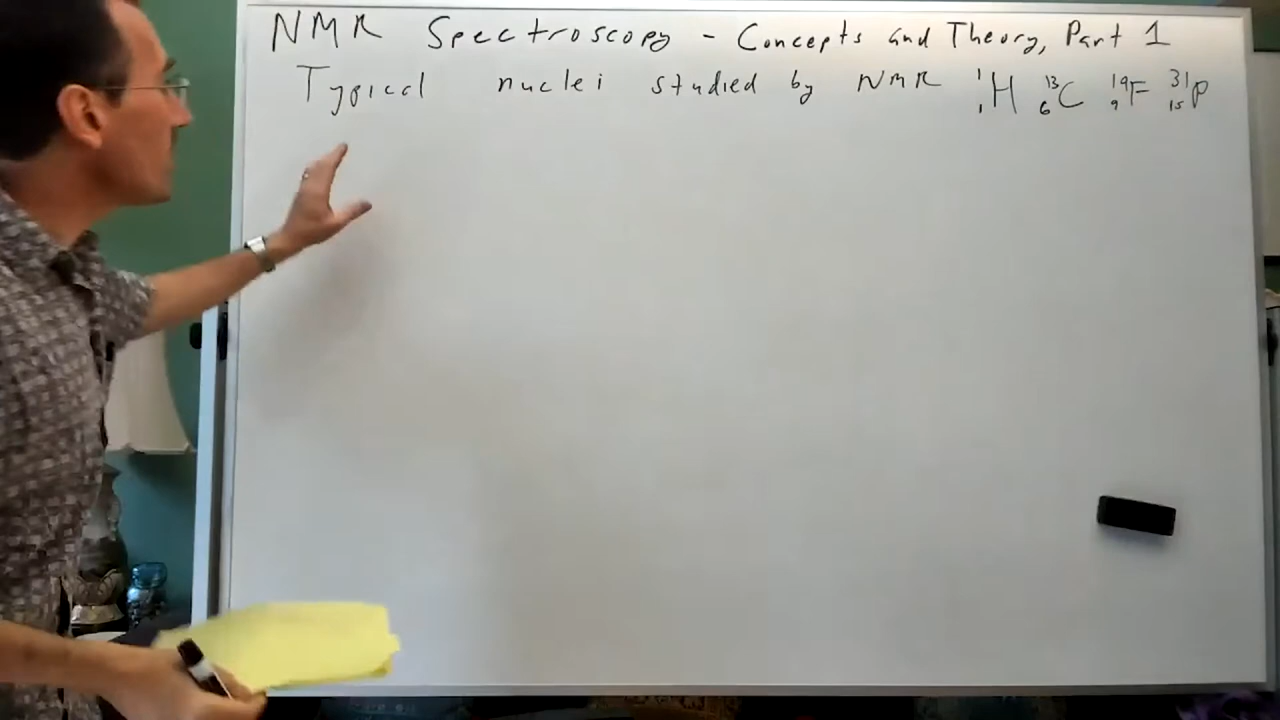 NMR Spectroscopy - Concepts and Theory, Part 1
Typical nuclei studied by NMR ¹₁H ¹³₆C ¹⁹₉F ³¹₁₅P